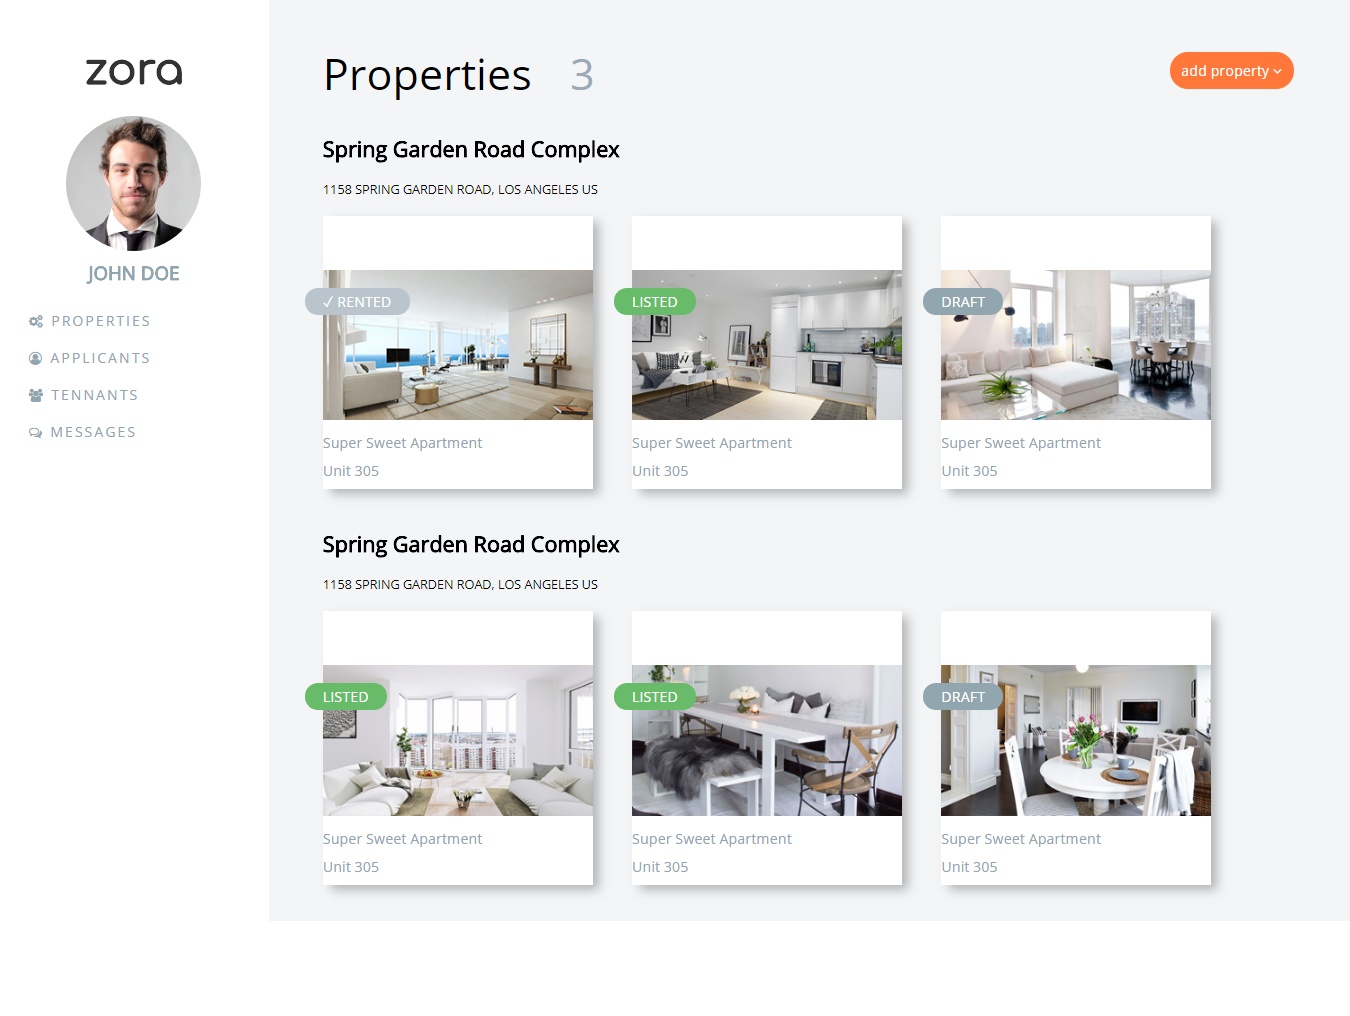 zora
JOHN DOE
PROPERTIES
APPLICANTS
TENNANTS
MESSAGES
Properties 3
add property
Spring Garden Road Complex
1158 SPRING GARDEN ROAD, LOS ANGELES US
✓ RENTED
LISTED
DRAFT
Super Sweet Apartment
Unit 305
Super Sweet Apartment
Unit 305
Super Sweet Apartment
Unit 305
Spring Garden Road Complex
1158 SPRING GARDEN ROAD, LOS ANGELES US
LISTED
LISTED
DRAFT
Super Sweet Apartment
Unit 305
Super Sweet Apartment
Unit 305
Super Sweet Apartment
Unit 305